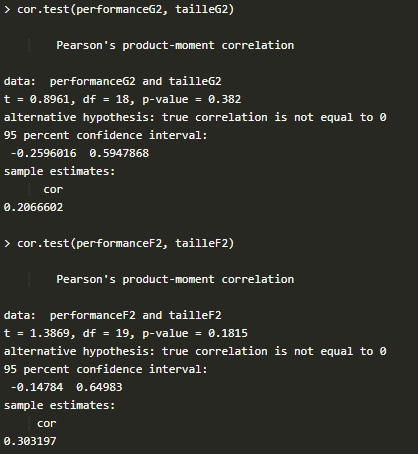 > cor.test(performanceG2, tailleG2)
Pearson's product-moment correlation
data:  performanceG2 and tailleG2
t = 0.8961, df = 18, p-value = 0.382
alternative hypothesis: true correlation is not equal to 0
95 percent confidence interval:
-0.2596016  0.5947868
sample estimates:
cor
0.2066602
> cor.test(performanceF2, tailleF2)
Pearson's product-moment correlation
data:  performanceF2 and tailleF2
t = 1.3869, df = 19, p-value = 0.1815
alternative hypothesis: true correlation is not equal to 0
95 percent confidence interval:
-0.14784  0.64983
sample estimates:
cor
0.303197